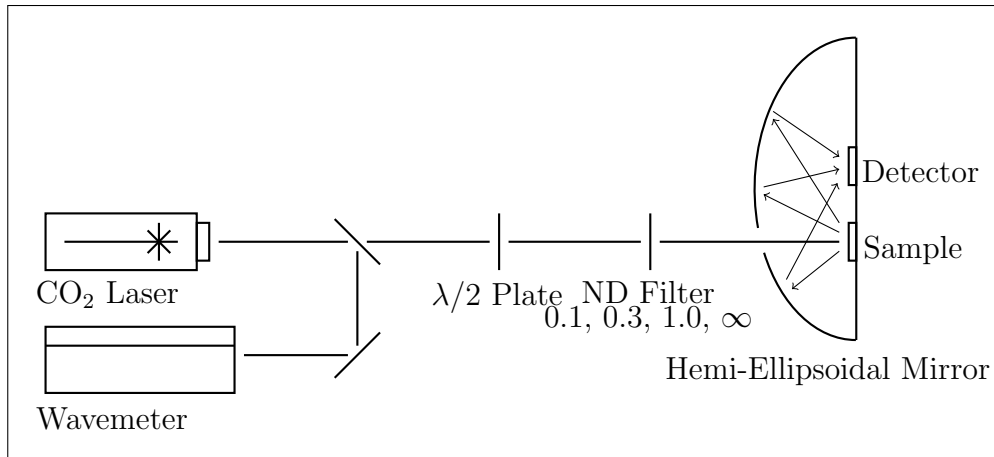 Detector
Sample
CO₂ Laser
λ/2 Plate
ND Filter
0.1, 0.3, 1.0, ∞
Hemi-Ellipsoidal Mirror
Wavemeter